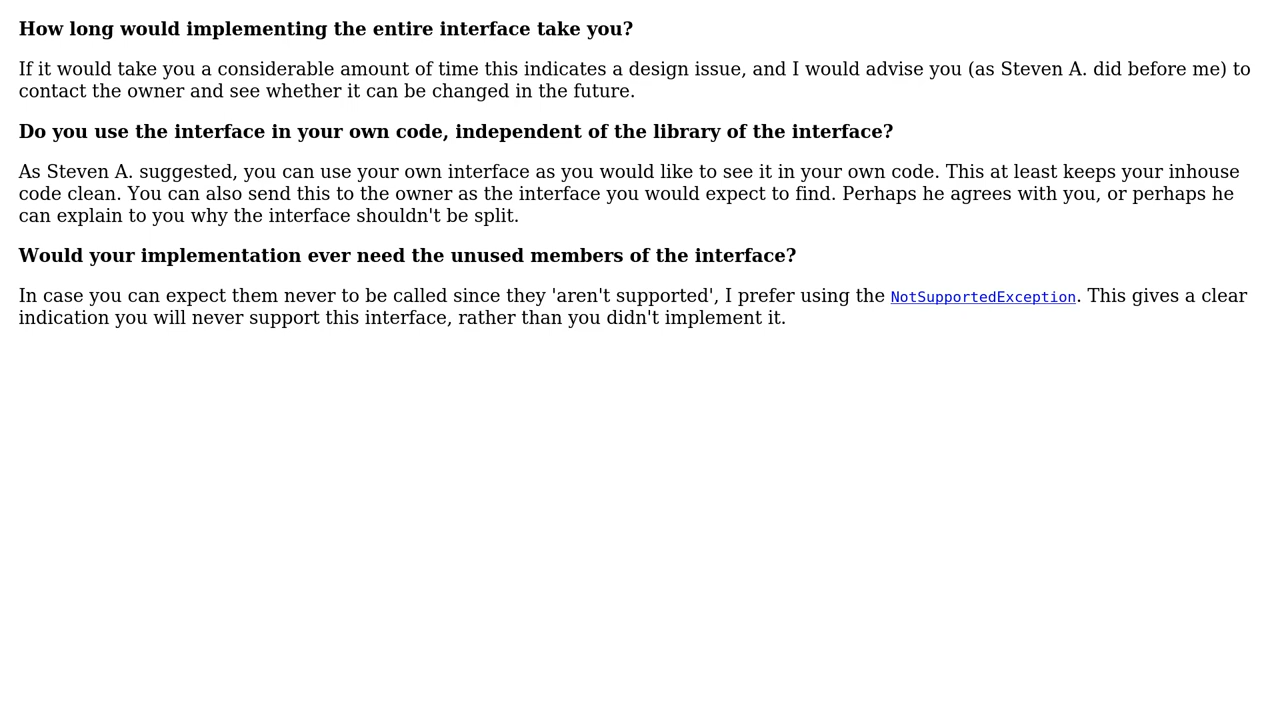 How long would implementing the entire interface take you?
If it would take you a considerable amount of time this indicates a design issue, and I would advise you (as Steven A. did before me) to
contact the owner and see whether it can be changed in the future.
Do you use the interface in your own code, independent of the library of the interface?
As Steven A. suggested, you can use your own interface as you would like to see it in your own code. This at least keeps your inhouse
code clean. You can also send this to the owner as the interface you would expect to find. Perhaps he agrees with you, or perhaps he
can explain to you why the interface shouldn't be split.
Would your implementation ever need the unused members of the interface?
In case you can expect them never to be called since they 'aren't supported', I prefer using the NotSupportedException. This gives a clear
indication you will never support this interface, rather than you didn't implement it.